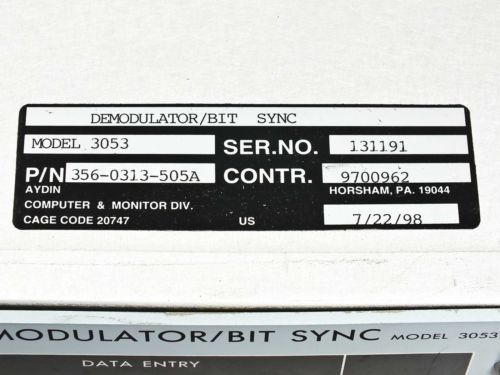 DEMODULATOR/BIT SYNC
MODEL 3053 SER.NO. 131191
P/N 356-0313-505A CONTR. 9700962
AYDIN HORSHAM, PA. 19044
COMPUTER & MONITOR DIV.
CAGE CODE 20747 US 7/22/98
MODULATOR/BIT SYNC MODEL 3053
DATA ENTRY